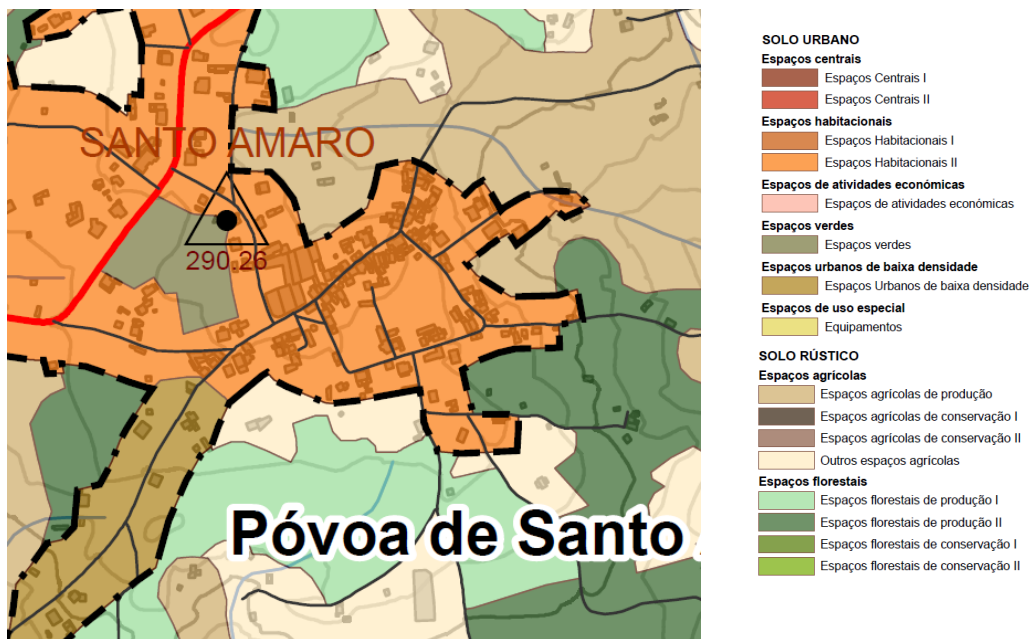 SANTO AMARO
290.26
Póvoa de Santo
SOLO URBANO
Espaços centrais
Espaços Centrais I
Espaços Centrais II
Espaços habitacionais
Espaços Habitacionais I
Espaços Habitacionais II
Espaços de atividades económicas
Espaços de atividades económicas
Espaços verdes
Espaços verdes
Espaços urbanos de baixa densidade
Espaços Urbanos de baixa densidade
Espaços de uso especial
Equipamentos
SOLO RÚSTICO
Espaços agrícolas
Espaços agrícolas de produção
Espaços agrícolas de conservação I
Espaços agrícolas de conservação II
Outros espaços agrícolas
Espaços florestais
Espaços florestais de produção I
Espaços florestais de produção II
Espaços florestais de conservação I
Espaços florestais de conservação II